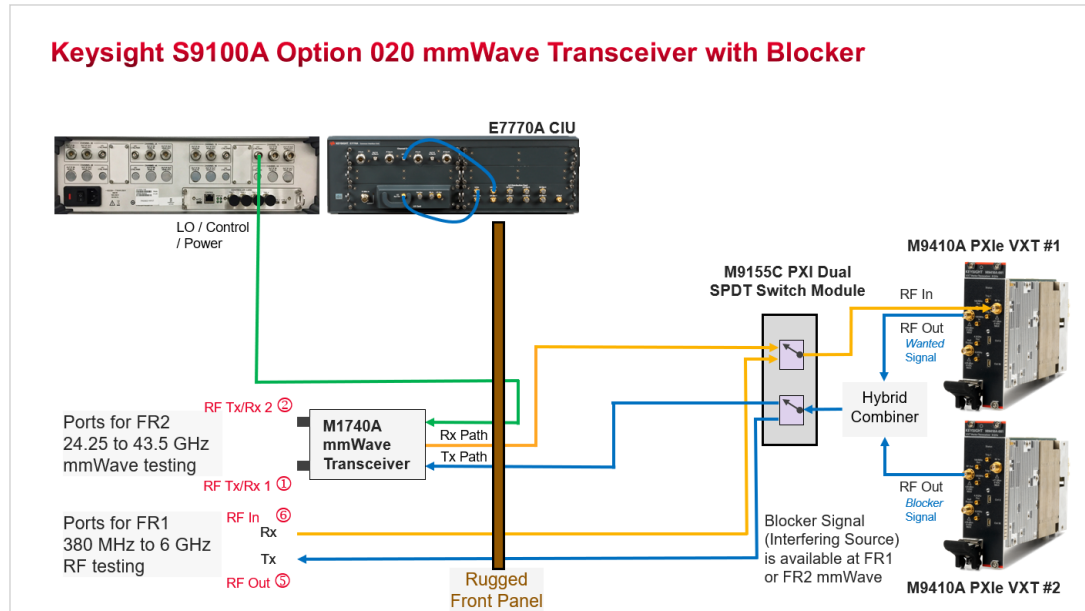 Keysight S9100A Option 020 mmWave Transceiver with Blocker
E7770A CIU
LO / Control
/ Power
M9410A PXIe VXT #1
M9155C PXI Dual
SPDT Switch Module
RF In
RF Out
Wanted
Signal
Hybrid
Combiner
RF Tx/Rx 2 ②
Ports for FR2
24.25 to 43.5 GHz
mmWave testing
M1740A
mmWave
Transceiver
Rx Path
Tx Path
RF Tx/Rx 1 ①
RF Out
Blocker
Signal
Ports for FR1
380 MHz to 6 GHz
RF testing
RF In ⑥
Rx
Tx
RF Out ⑤
Blocker Signal
(Interfering Source)
is available at FR1
or FR2 mmWave
Rugged
Front Panel
M9410A PXIe VXT #2